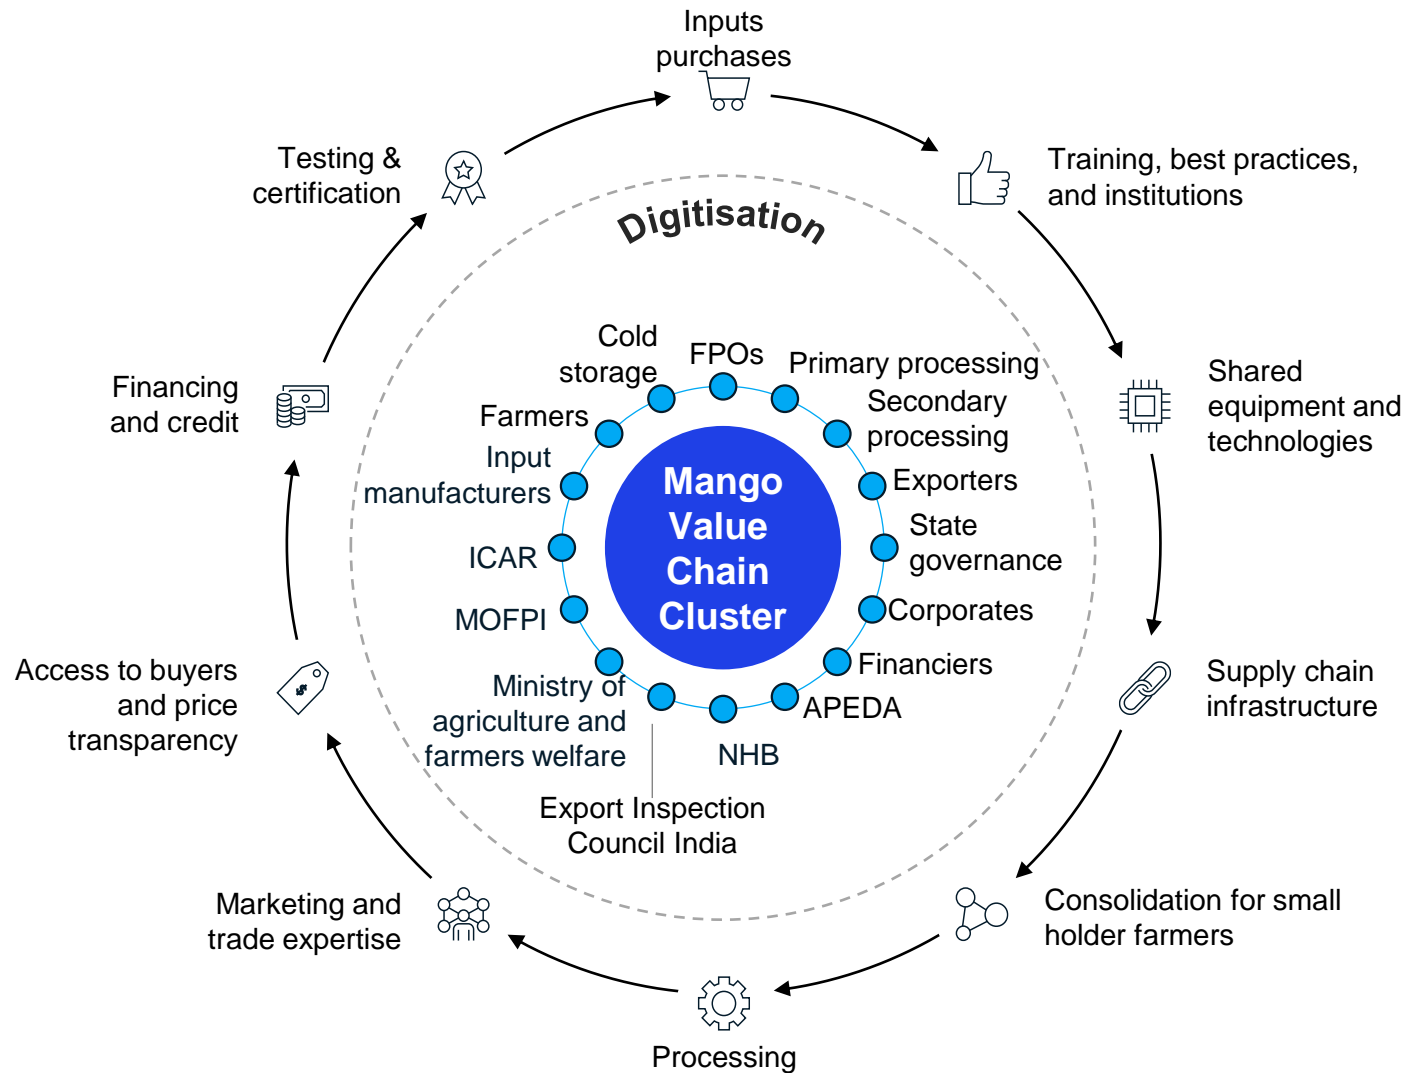 Inputs
purchases
Testing &
certification
Training, best practices,
and institutions
Digitisation
Financing
and credit
Shared
equipment and
technologies
Cold
storage
FPOs
Primary processing
Secondary
processing
Farmers
Input
manufacturers
Exporters
Mango
Value
Chain
Cluster
State
governance
ICAR
MOFPI
Corporates
Financiers
Ministry of
agriculture and
farmers welfare
APEDA
NHB
Export Inspection
Council India
Access to buyers
and price
transparency
$
Supply chain
infrastructure
Marketing and
trade expertise
Consolidation for small
holder farmers
Processing